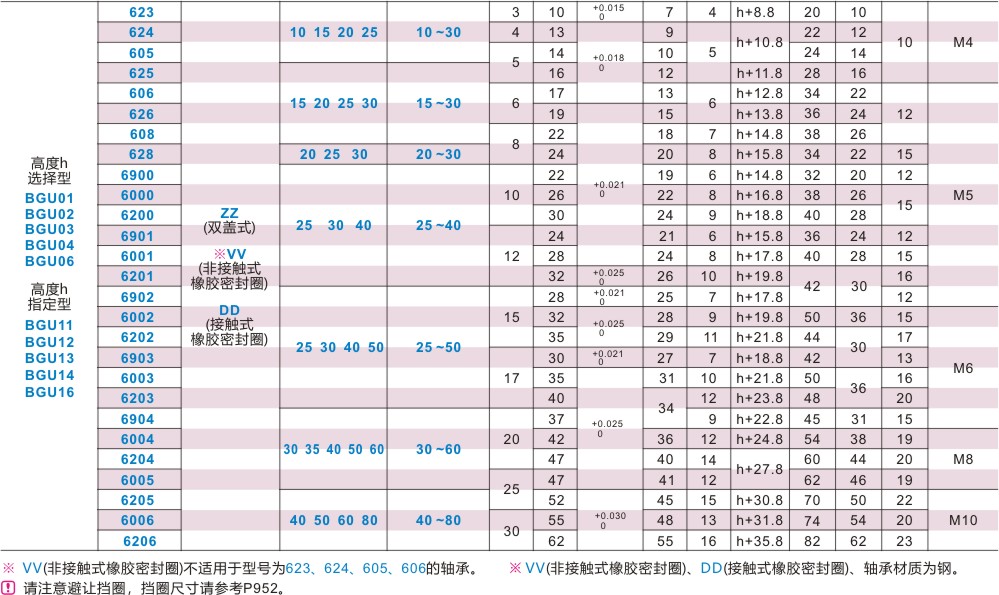 623 3 10 +0.015 0 7 4 h+8.8 20 10
624 10 15 20 25 10~30 4 13 9 h+10.8 22 12 10 M4
605 5 14 +0.018 0 10 5 24 14
625 16 12 h+11.8 28 16
606 15 20 25 30 15~30 6 17 13 6 h+12.8 34 22
626 19 15 h+13.8 36 24 12
608 8 22 18 7 h+14.8 38 26
628 20 25 30 20~30 24 20 8 h+15.8 34 22 15
6900 22 19 6 h+14.8 32 20 12
6000 10 26 +0.021 0 22 8 h+16.8 38 26 15 M5
6200 25 30 40 25~40 30 24 9 h+18.8 40 28
6901 24 21 6 h+15.8 36 24 12
6001 12 28 24 8 h+17.8 40 28 15
6201 32 +0.025 0 26 10 h+19.8 42 30 16
6902 28 +0.021 0 25 7 h+17.8 12
6002 15 32 +0.025 0 28 9 h+19.8 50 36 15
6202 25 30 40 50 25~50 35 29 11 h+21.8 44 30 17
6903 30 +0.021 0 27 7 h+18.8 42 13 M6
6003 17 35 31 10 h+21.8 50 36 16
6203 40 34 12 h+23.8 48 20
6904 37 +0.025 0 9 h+22.8 45 31 15
6004 30 35 40 50 60 30~60 20 42 36 12 h+24.8 54 38 19
6204 47 40 14 h+27.8 60 44 20 M8
6005 25 47 41 12 62 46 19
6205 52 45 15 h+30.8 70 50 22
6006 40 50 60 80 40~80 30 55 +0.030 0 48 13 h+31.8 74 54 20 M10
6206 62 55 16 h+35.8 82 62 23
高度h
选择型
BGU01
BGU02
BGU03
BGU04
BGU06
高度h
指定型
BGU11
BGU12
BGU13
BGU14
BGU16
ZZ
(双盖式)
※VV
(非接触式
橡胶密封圈)
DD
(接触式
橡胶密封圈)
※ VV(非接触式橡胶密封圈)不适用于型号为623、624、605、606的轴承。 ※VV(非接触式橡胶密封圈)、DD(接触式橡胶密封圈)、轴承材质为钢。
! 请注意避让挡圈，挡圈尺寸请参考P952。